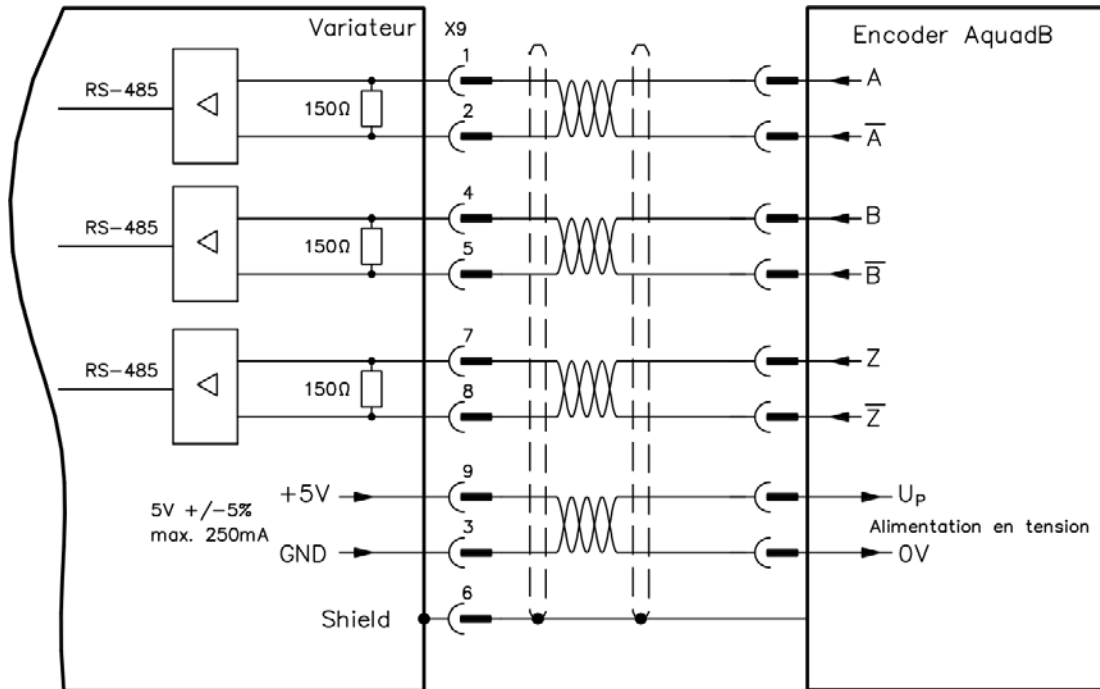 Variateur X9 Encoder AquadB
1
RS-485 150Ω A
2
A̅
4
RS-485 150Ω B
5
B̅
7
RS-485 150Ω Z
8
Z̅
9
+5V U_P
5V +/-5%
max. 250mA
Alimentation en tension
3
GND 0V
6
Shield